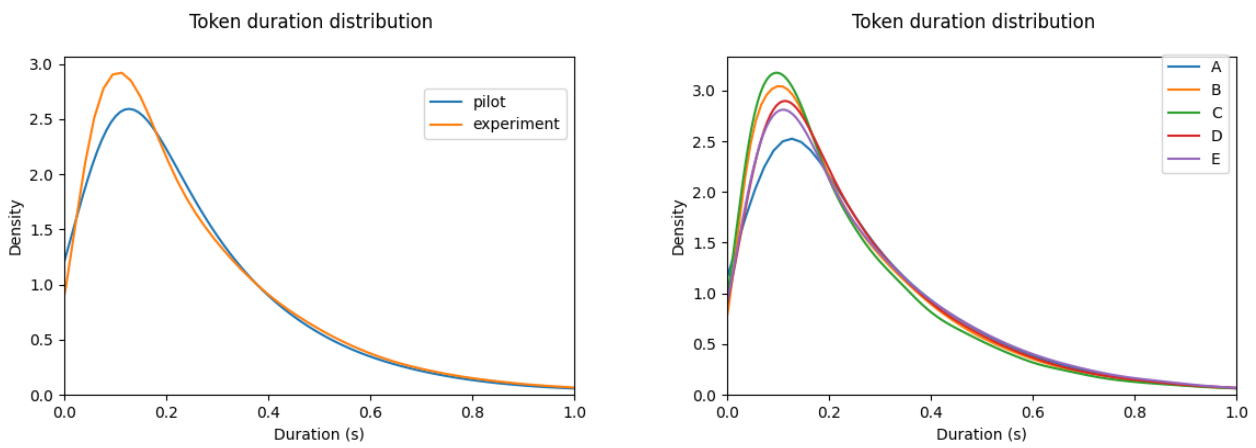 Token duration distribution
3.0
2.5
2.0
1.5
1.0
0.5
0.0
Density
0.0 0.2 0.4 0.6 0.8 1.0
Duration (s)
pilot
experiment
Token duration distribution
3.0
2.5
2.0
1.5
1.0
0.5
0.0
Density
0.0 0.2 0.4 0.6 0.8 1.0
Duration (s)
A
B
C
D
E